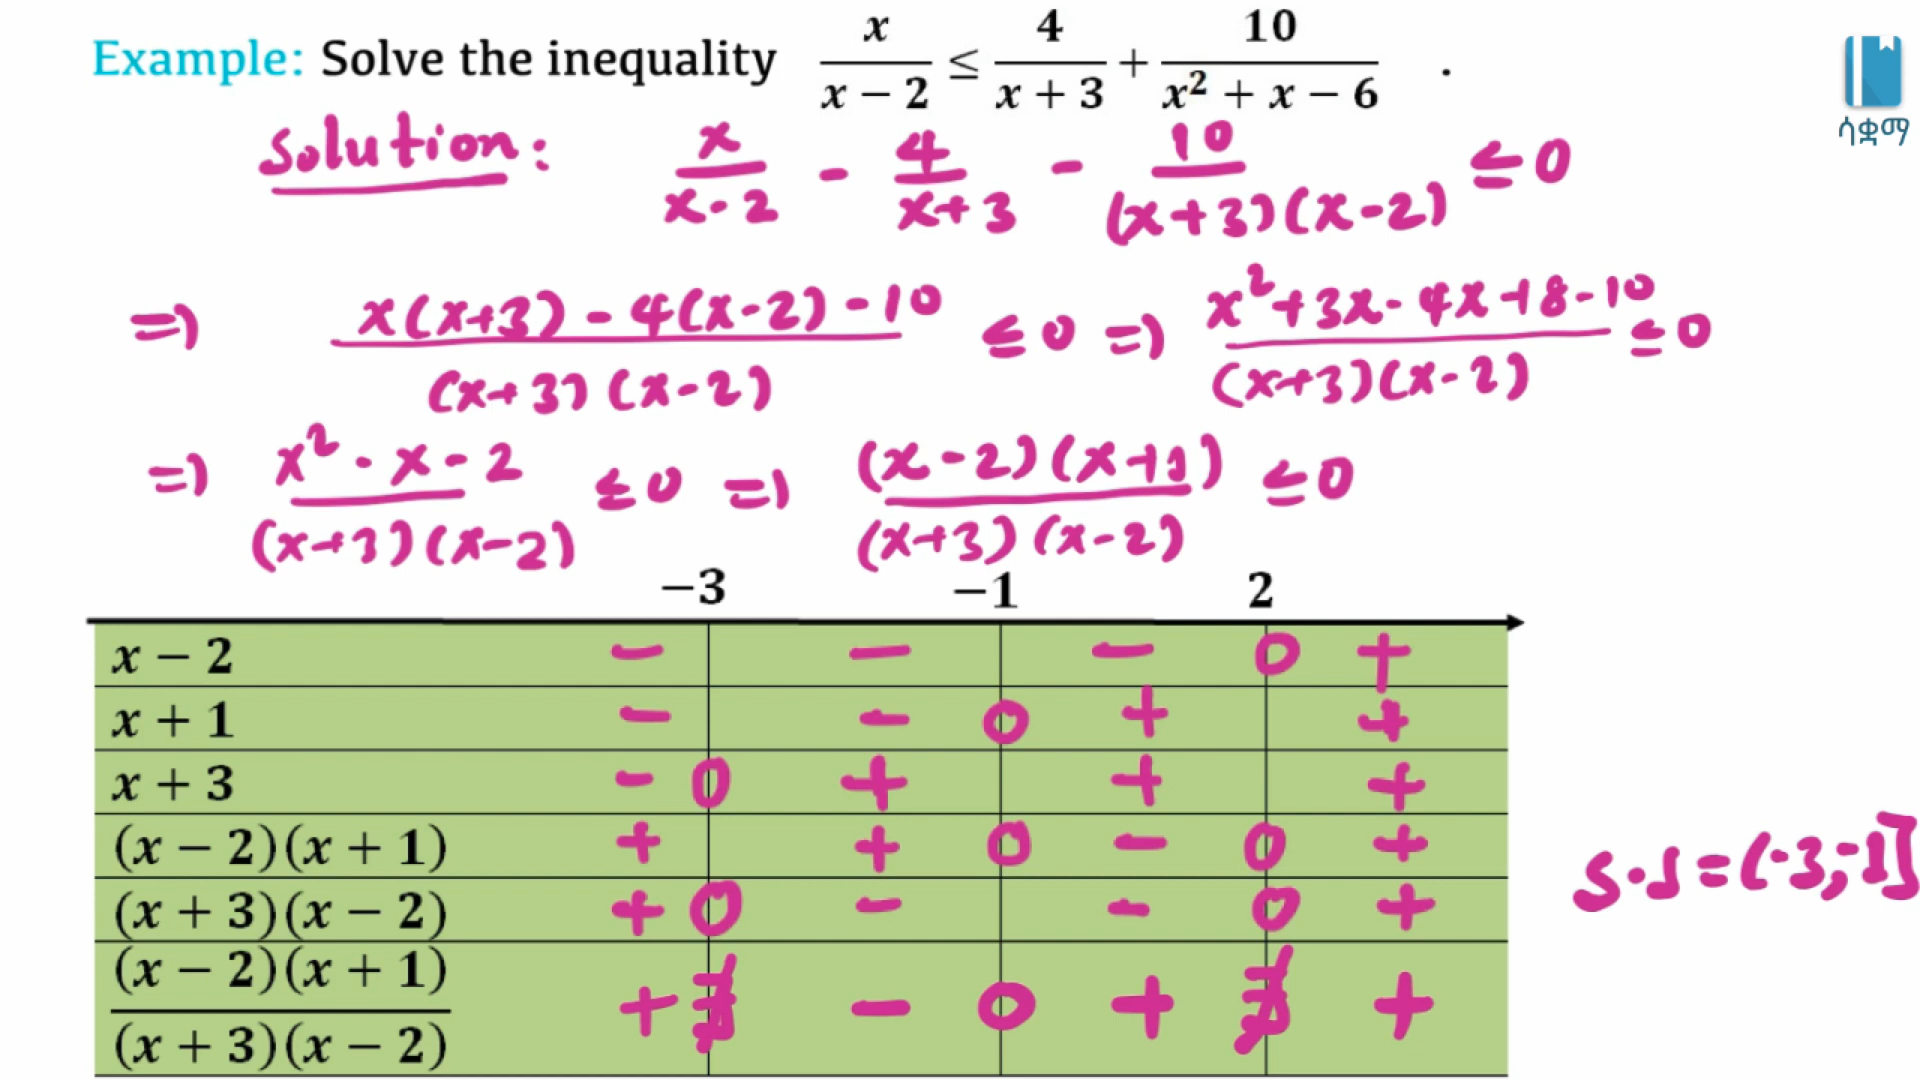 Example: Solve the inequality x/(x − 2) ≤ 4/(x + 3) + 10/(x² + x − 6) .
ሳቋማ
Solution: x/(x-2) - 4/(x+3) - 10/((x+3)(x-2)) ≤ 0
=> (x(x+3) - 4(x-2) - 10)/((x+3)(x-2)) ≤ 0 => (x² + 3x - 4x + 8 - 10)/((x+3)(x-2)) ≤ 0
=> (x² - x - 2)/((x+3)(x-2)) ≤ 0 => ((x-2)(x+1))/((x+3)(x-2)) ≤ 0
−3 −1 2
x − 2 - - - 0 +
x + 1 - - 0 + +
x + 3 - 0 + + +
(x − 2)(x + 1) + + 0 - 0 +
(x + 3)(x − 2) + 0 - - 0 +
((x − 2)(x + 1))/((x + 3)(x − 2)) + ∄ - 0 + ∄ +
S.S = (-3,-1]